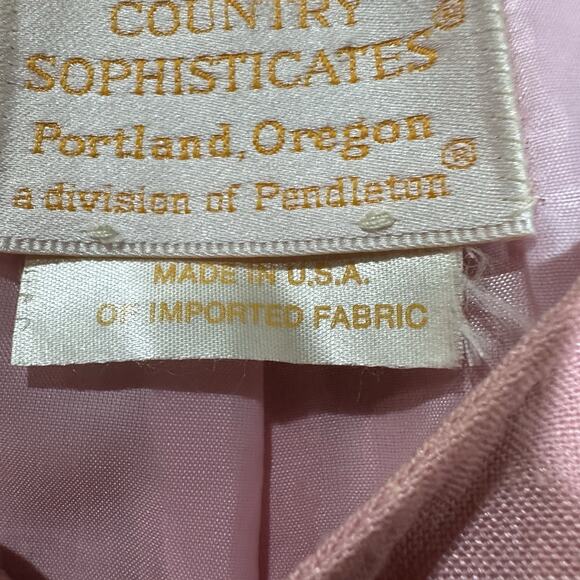 COUNTRY
SOPHISTICATES®
Portland, Oregon
a division of Pendleton®
MADE IN U.S.A.
OF IMPORTED FABRIC